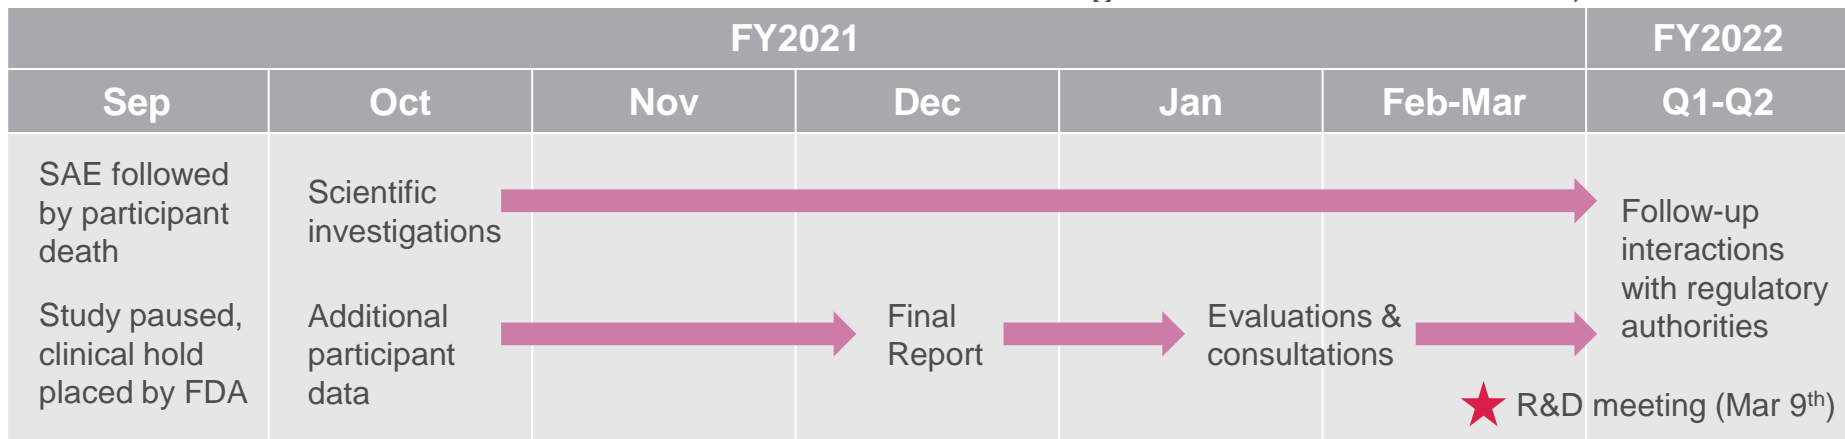 FY2021 FY2022
Sep Oct Nov Dec Jan Feb-Mar Q1-Q2
SAE followed
by participant
death
Study paused,
clinical hold
placed by FDA
Scientific
investigations
Additional
participant
data
Final
Report
Evaluations &
consultations
Follow-up
interactions
with regulatory
authorities
R&D meeting (Mar 9th)